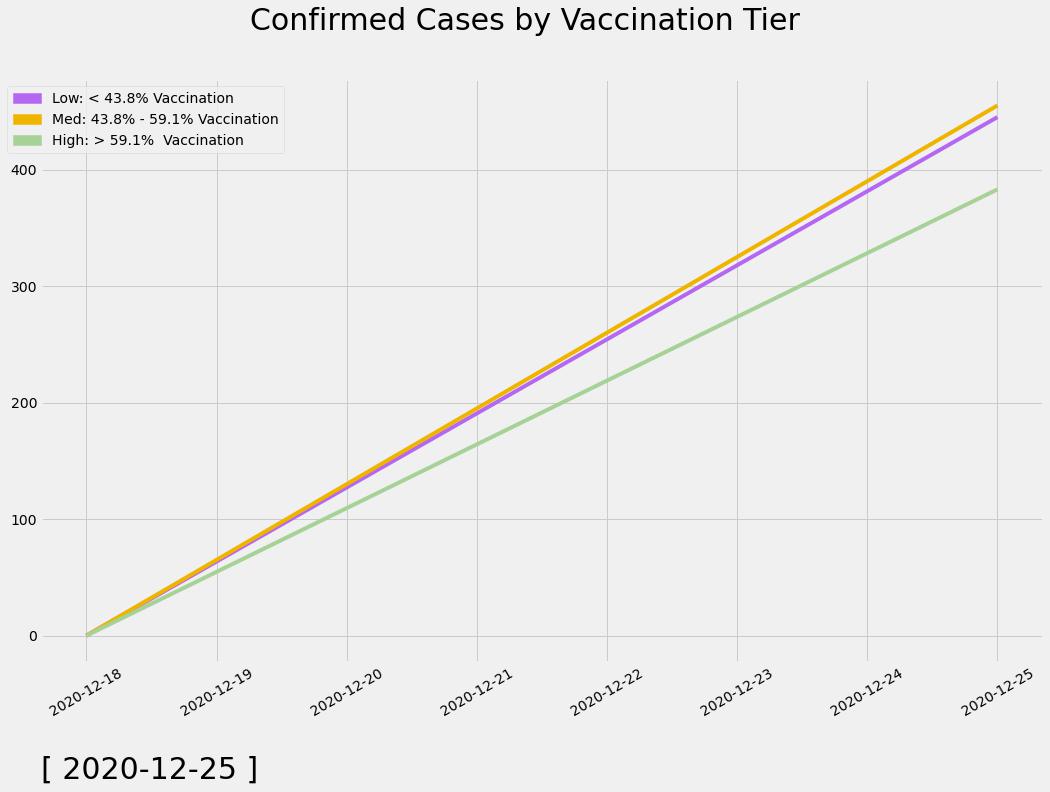 Confirmed Cases by Vaccination Tier
Low: < 43.8% Vaccination
Med: 43.8% - 59.1% Vaccination
High: > 59.1%  Vaccination
400
300
200
100
0
2020-12-18
2020-12-19
2020-12-20
2020-12-21
2020-12-22
2020-12-23
2020-12-24
2020-12-25
[ 2020-12-25 ]